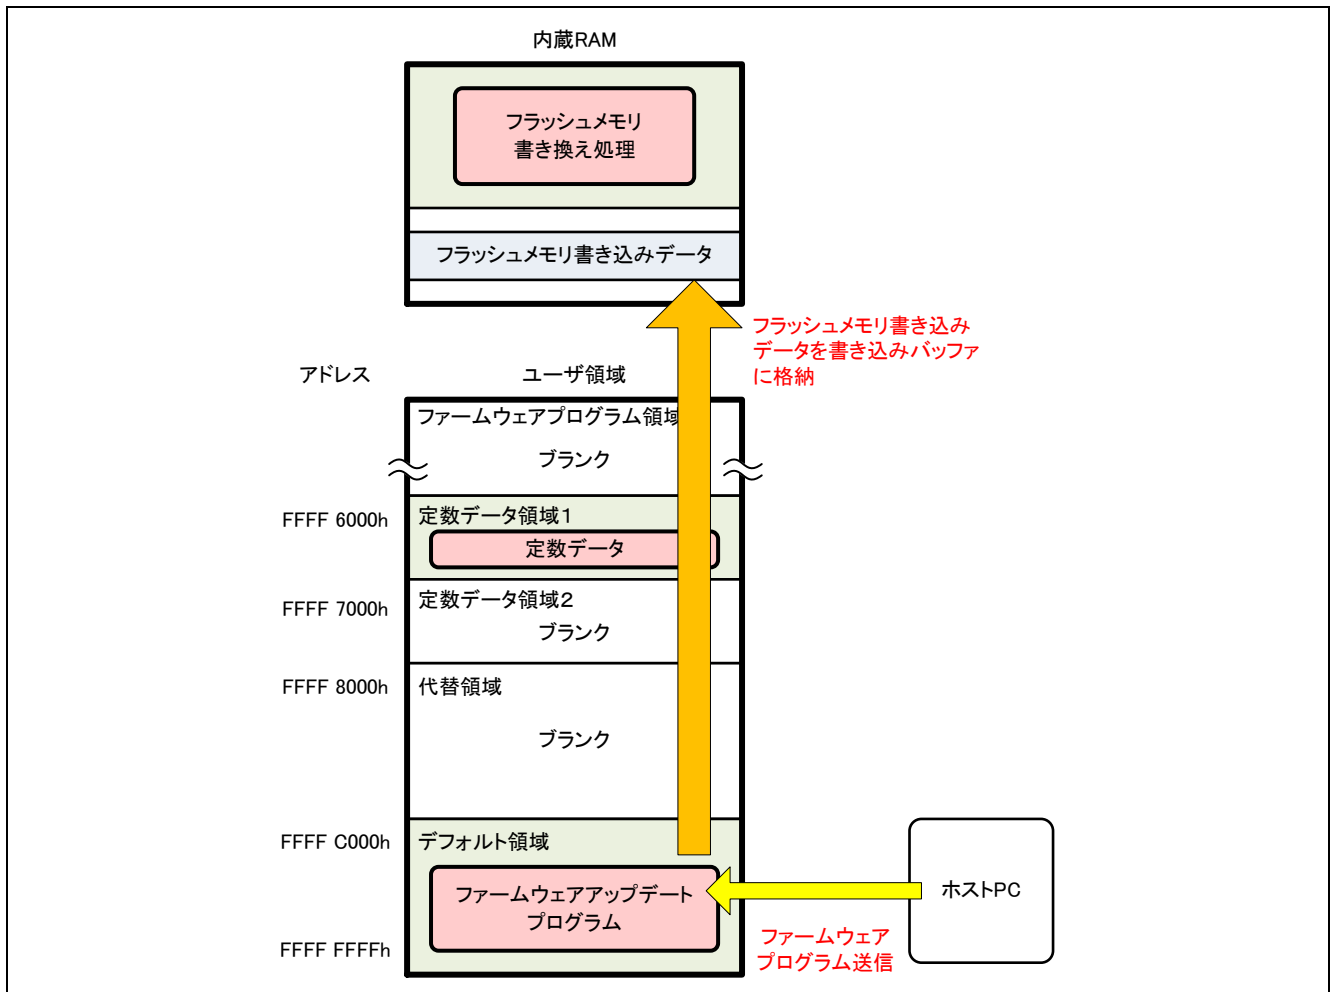 内蔵RAM
フラッシュメモリ
書き換え処理
フラッシュメモリ書き込みデータ
フラッシュメモリ書き込み
データを書き込みバッファ
に格納
アドレス
ユーザ領域
ファームウェアプログラム領域
ブランク
FFFF 6000h
定数データ領域1
定数データ
FFFF 7000h
定数データ領域2
ブランク
FFFF 8000h
代替領域
ブランク
FFFF C000h
デフォルト領域
ファームウェアアップデート
プログラム
ホストPC
ファームウェア
プログラム送信
FFFF FFFFh